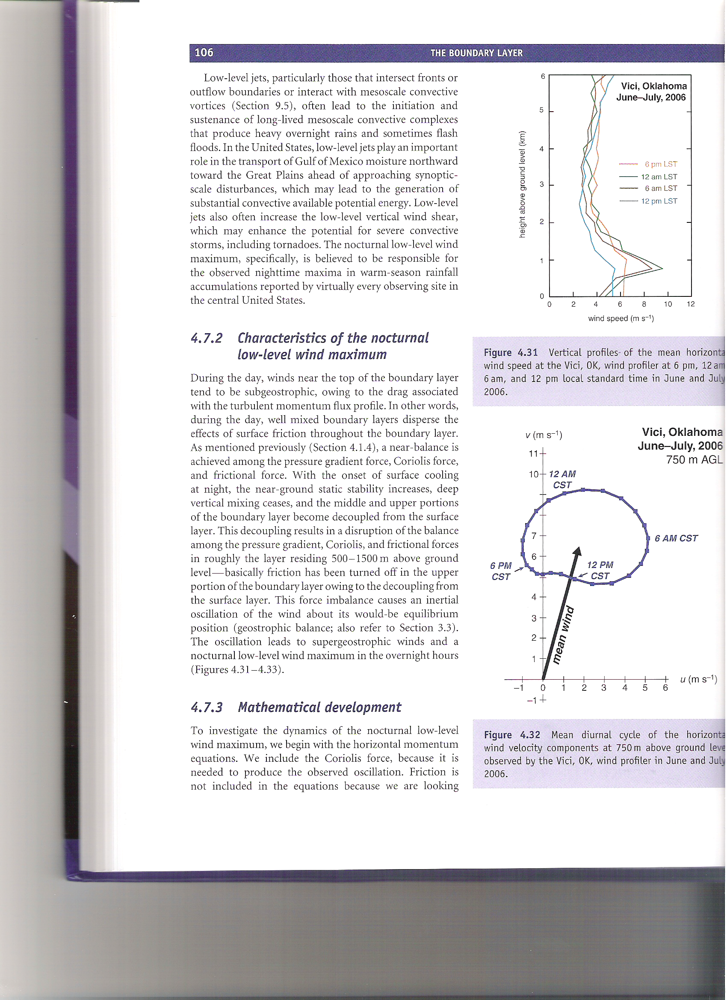 106
THE BOUNDARY LAYER
Low-level jets, particularly those that intersect fronts or
outflow boundaries or interact with mesoscale convective
vortices (Section 9.5), often lead to the initiation and
sustenance of long-lived mesoscale convective complexes
that produce heavy overnight rains and sometimes flash
floods. In the United States, low-level jets play an important
role in the transport of Gulf of Mexico moisture northward
toward the Great Plains ahead of approaching synoptic-
scale disturbances, which may lead to the generation of
substantial convective available potential energy. Low-level
jets also often increase the low-level vertical wind shear,
which may enhance the potential for severe convective
storms, including tornadoes. The nocturnal low-level wind
maximum, specifically, is believed to be responsible for
the observed nighttime maxima in warm-season rainfall
accumulations reported by virtually every observing site in
the central United States.
4.7.2 Characteristics of the nocturnal
low-level wind maximum
During the day, winds near the top of the boundary layer
tend to be subgeostrophic, owing to the drag associated
with the turbulent momentum flux profile. In other words,
during the day, well mixed boundary layers disperse the
effects of surface friction throughout the boundary layer.
As mentioned previously (Section 4.1.4), a near-balance is
achieved among the pressure gradient force, Coriolis force,
and frictional force. With the onset of surface cooling
at night, the near-ground static stability increases, deep
vertical mixing ceases, and the middle and upper portions
of the boundary layer become decoupled from the surface
layer. This decoupling results in a disruption of the balance
among the pressure gradient, Coriolis, and frictional forces
in roughly the layer residing 500–1500 m above ground
level—basically friction has been turned off in the upper
portion of the boundary layer owing to the decoupling from
the surface layer. This force imbalance causes an inertial
oscillation of the wind about its would-be equilibrium
position (geostrophic balance; also refer to Section 3.3).
The oscillation leads to supergeostrophic winds and a
nocturnal low-level wind maximum in the overnight hours
(Figures 4.31–4.33).
4.7.3 Mathematical development
To investigate the dynamics of the nocturnal low-level
wind maximum, we begin with the horizontal momentum
equations. We include the Coriolis force, because it is
needed to produce the observed oscillation. Friction is
not included in the equations because we are looking
Vici, Oklahoma
June–July, 2006
6 pm LST
12 am LST
6 am LST
12 pm LST
height above ground level (km)
6
5
4
3
2
1
0
0 2 4 6 8 10 12
wind speed (m s⁻¹)
Figure 4.31 Vertical profiles of the mean
wind speed at the Vici, OK, wind profiler at 6 pm, 12
6 am, and 12 pm local standard time in June and
2006.
Vici, Oklahoma
June–July, 2006
750 m AGL
v (m s⁻¹)
11
10
12 AM
CST
7
6 AM CST
6
6 PM
CST
12 PM
CST
4
3
2
1
mean wind
–1 0 1 2 3 4 5 6 u (m s⁻¹)
–1
Figure 4.32 Mean diurnal cycle of the
wind velocity components at 750 m above ground
observed by the Vici, OK, wind profiler in June and
2006.